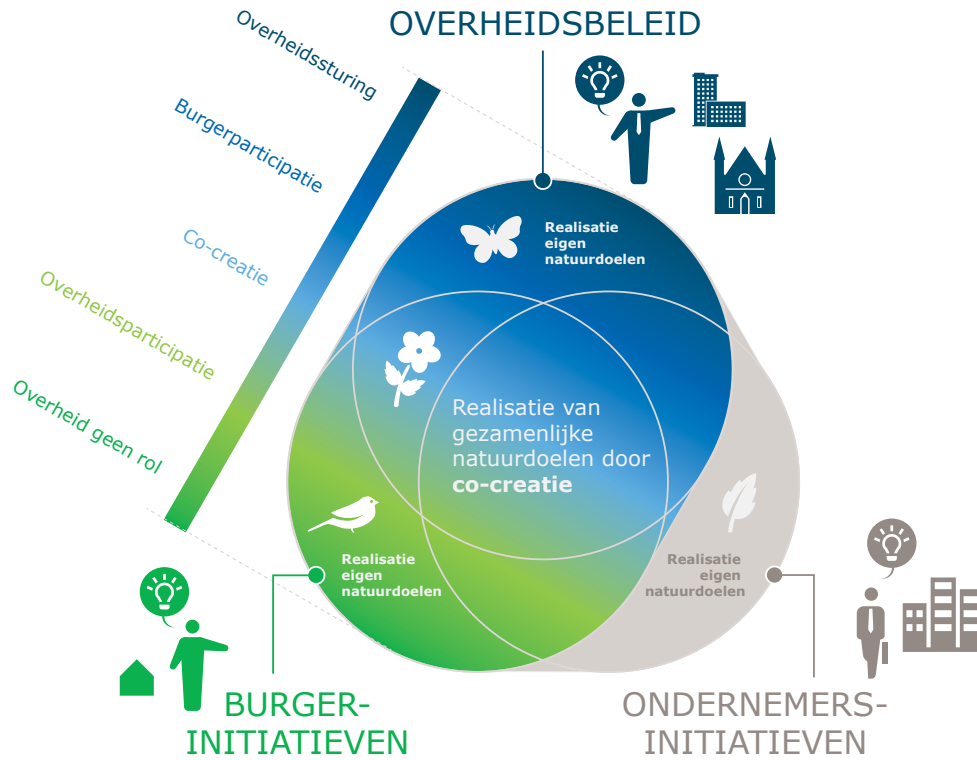 OVERHEIDSBELEID
Overheidssturing
Burgerparticipatie
Co-creatie
Overheidsparticipatie
Overheid geen rol
Realisatie
eigen
natuurdoelen
Realisatie van
gezamenlijke
natuurdoelen door
co-creatie
Realisatie
eigen
natuurdoelen
Realisatie
eigen
natuurdoelen
BURGER-
INITIATIEVEN
ONDERNEMERS-
INITIATIEVEN